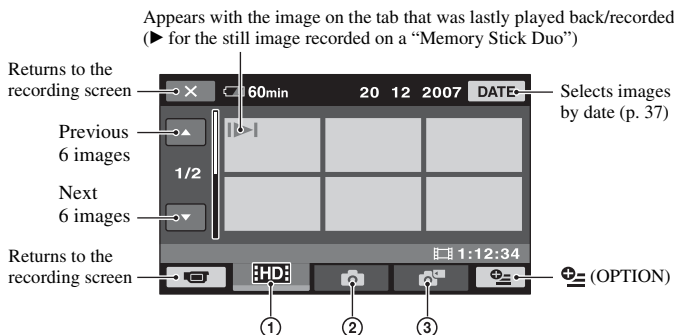 Appears with the image on the tab that was lastly played back/recorded
(▶ for the still image recorded on a “Memory Stick Duo”)
Returns to the
recording screen
60min
20 12 2007
DATE
Selects images
by date (p. 37)
Previous
6 images
1/2
Next
6 images
1:12:34
Returns to the
recording screen
HD
(OPTION)
① ② ③